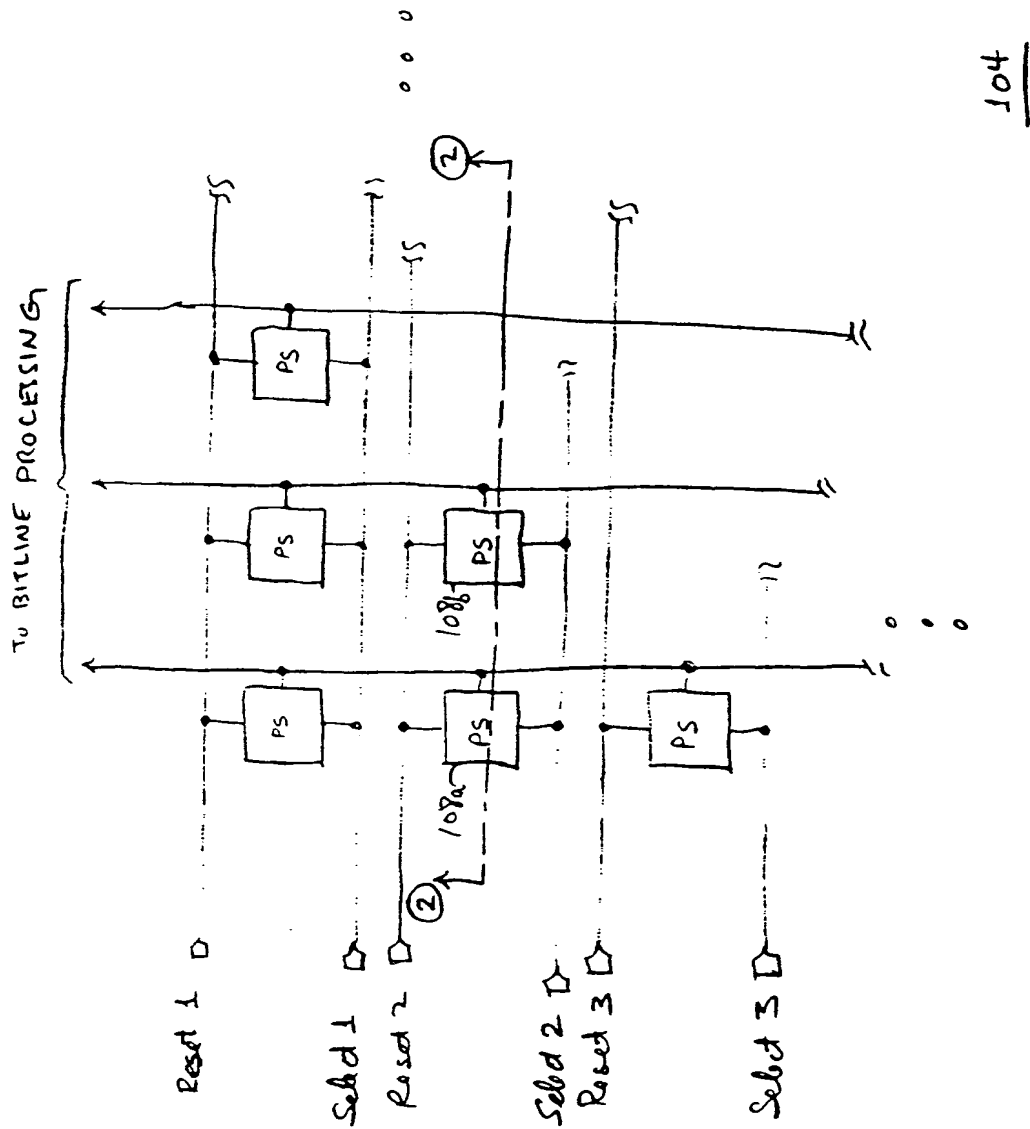 To BITLINE PROCESSING
Reset 1
PS
PS
PS
Select 1
Reset 2
2
2
108a
PS
108b
PS
Select 2
Reset 3
PS
Select 3
104